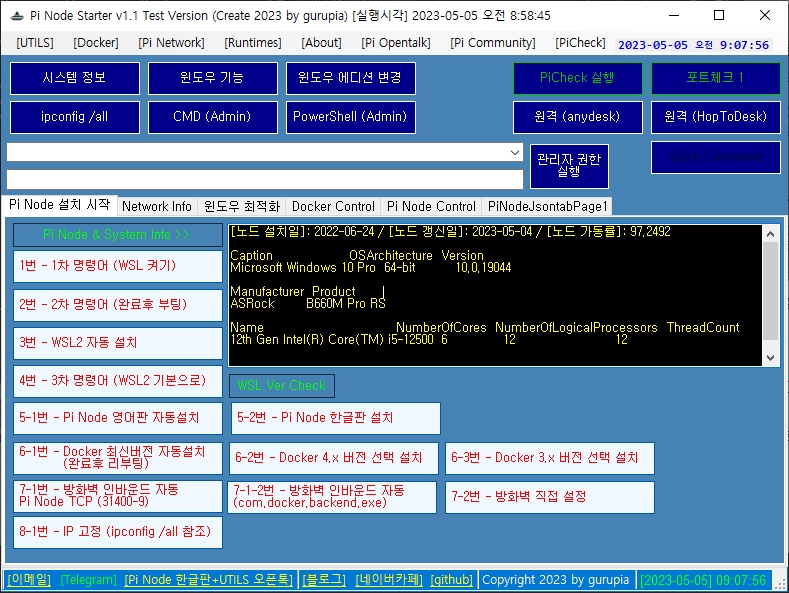 Pi Node Starter v1.1 Test Version (Create 2023 by gurupia) [실행시각] 2023-05-05 오전 8:58:45
[UTILS] [Docker] [Pi Network] [Runtimes] [About] [Pi Opentalk] [Pi Community] [PiCheck] 2023-05-05 오전 9:07:56
시스템 정보 윈도우 기능 윈도우 에디션 변경 PiCheck 실행 포트체크 1
ipconfig /all CMD (Admin) PowerShell (Admin) 원격 (anydesk) 원격 (HopToDesk)
관리자 권한
실행
Quick Command
Pi Node 설치 시작 Network Info 윈도우 최적화 Docker Control Pi Node Control PiNodeJsontabPage1
Pi Node & System Info >>
[노드 설치일]: 2022-06-24 / [노드 갱신일]: 2023-05-04 / [노드 가동률]: 97,2492
Caption OSArchitecture Version
Microsoft Windows 10 Pro 64-bit 10,0,19044
Manufacturer Product
ASRock B660M Pro RS
Name NumberOfCores NumberOfLogicalProcessors ThreadCount
12th Gen Intel(R) Core(TM) i5-12500 6 12 12
1번 - 1차 명령어 (WSL 켜기)
2번 - 2차 명령어 (완료후 부팅)
3번 - WSL2 자동 설치
4번 - 3차 명령어 (WSL2 기본으로)
WSL Ver Check
5-1번 - Pi Node 영어판 자동설치
5-2번 - Pi Node 한글판 설치
6-1번 - Docker 최신버전 자동설치
(완료후 리부팅)
6-2번 - Docker 4.x 버전 선택 설치
6-3번 - Docker 3.x 버전 선택 설치
7-1번 - 방화벽 인바운드 자동
Pi Node TCP (31400-9)
7-1-2번 - 방화벽 인바운드 자동
(com.docker.backend.exe)
7-2번 - 방화벽 직접 설정
8-1번 - IP 고정 (ipconfig /all 참조)
[이메일] [Telegram] [Pi Node 한글판+UTILS 오픈톡] [블로그] [네이버카페] [github] Copyright 2023 by gurupia [2023-05-05] 09:07:56